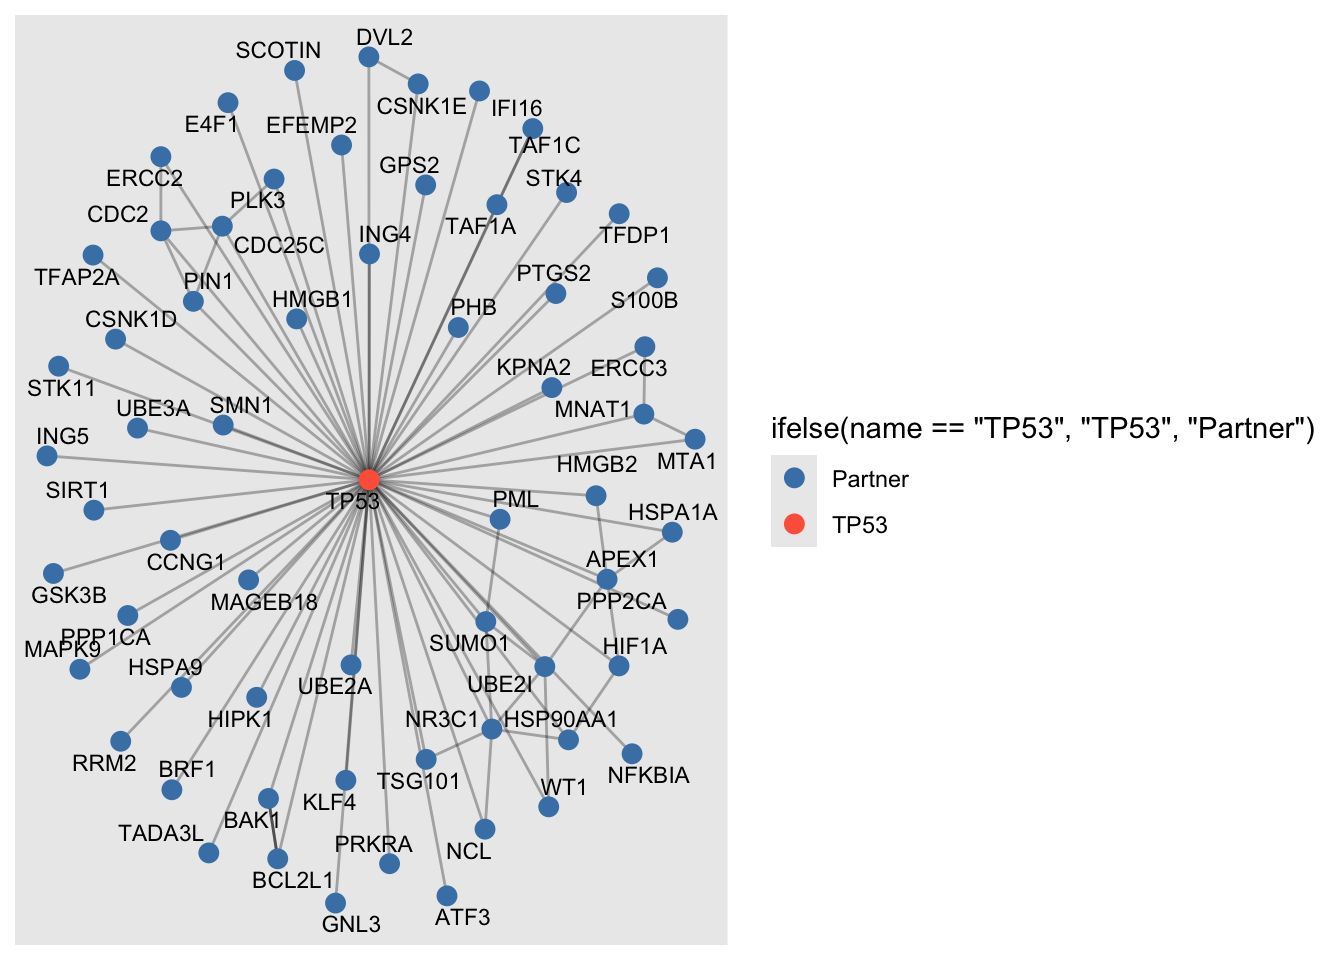 DVL2
SCOTIN
CSNK1E
IFI16
E4F1
EFEMP2
TAF1C
GPS2
STK4
ERCC2
PLK3
CDC2
TAF1A
TFDP1
ING4
CDC25C
TFAP2A
PIN1
PTGS2
HMGB1
S100B
PHB
CSNK1D
KPNA2
ERCC3
STK11
UBE3A
SMN1
MNAT1
ING5
HMGB2
MTA1
SIRT1
TP53
PML
HSPA1A
CCNG1
APEX1
GSK3B
MAGEB18
PPP2CA
PPP1CA
MAPK9
SUMO1
HIF1A
HSPA9
UBE2A
UBE2I
HIPK1
NR3C1
HSP90AA1
RRM2
BRF1
TSG101
NFKBIA
KLF4
WT1
BAK1
TADA3L
PRKRA
NCL
BCL2L1
GNL3
ATF3
ifelse(name == "TP53", "TP53", "Partner")
Partner
TP53